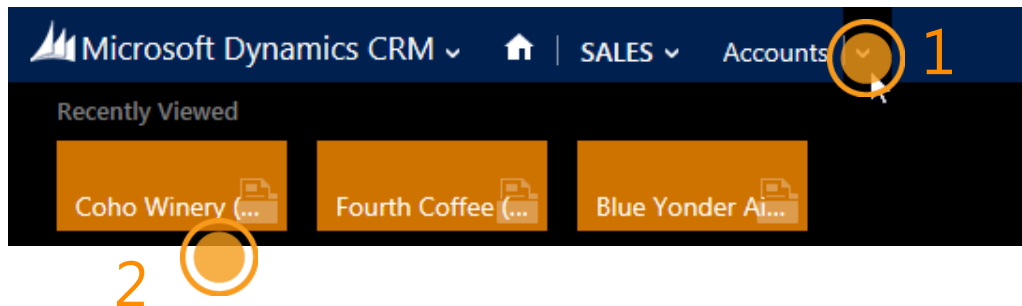 Microsoft Dynamics CRM SALES Accounts 1
Recently Viewed
Coho Winery (... Fourth Coffee (... Blue Yonder Ai...
2